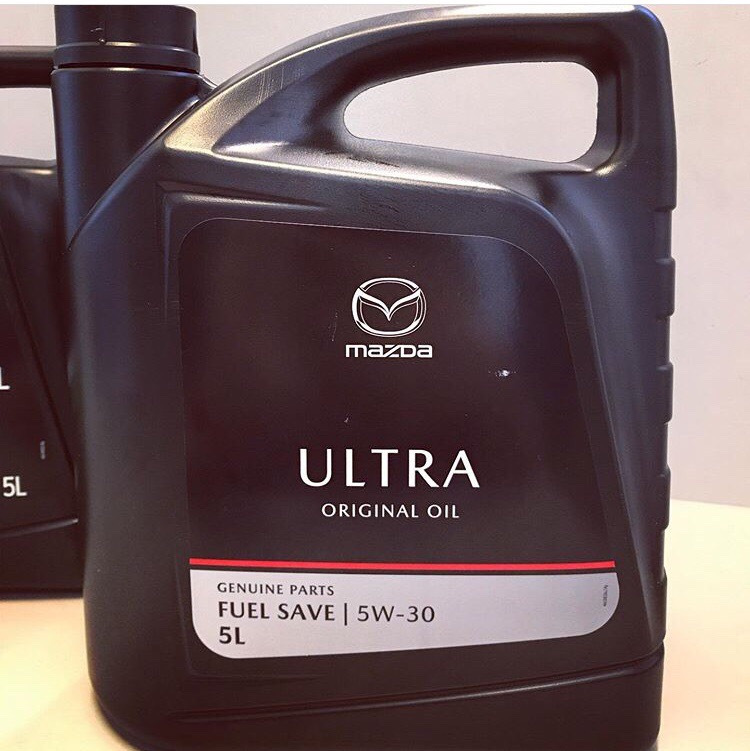 mazda
ULTRA
ORIGINAL OIL
GENUINE PARTS
FUEL SAVE | 5W-30
5L
L
5L